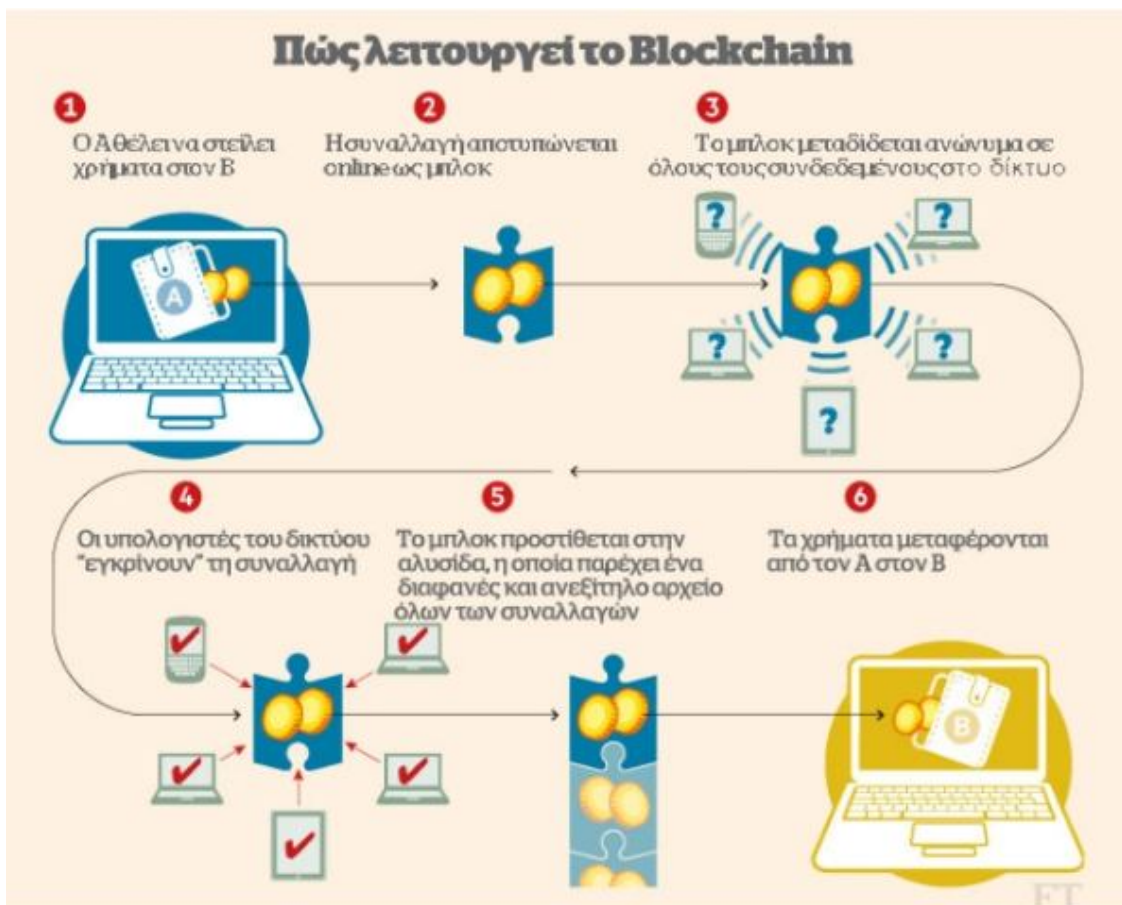 Πώς λειτουργεί το Blockchain
1
Ο Α θέλει να στείλει
χρήματα στον Β
2
Η συναλλαγή αποτυπώνεται
online ως μπλοκ
3
Το μπλοκ μεταδίδεται ανώνυμα σε
όλους τους συνδεδεμένους στο δίκτυο
A
?
?
?
?
?
4
Οι υπολογιστές του δικτύου
"εγκρίνουν" τη συναλλαγή
5
Το μπλοκ προστίθεται στην
αλυσίδα, η οποία παρέχει ένα
διαφανές και ανεξίτηλο αρχείο
όλων των συναλλαγών
6
Τα χρήματα μεταφέρονται
από τον Α στον Β
B
FT